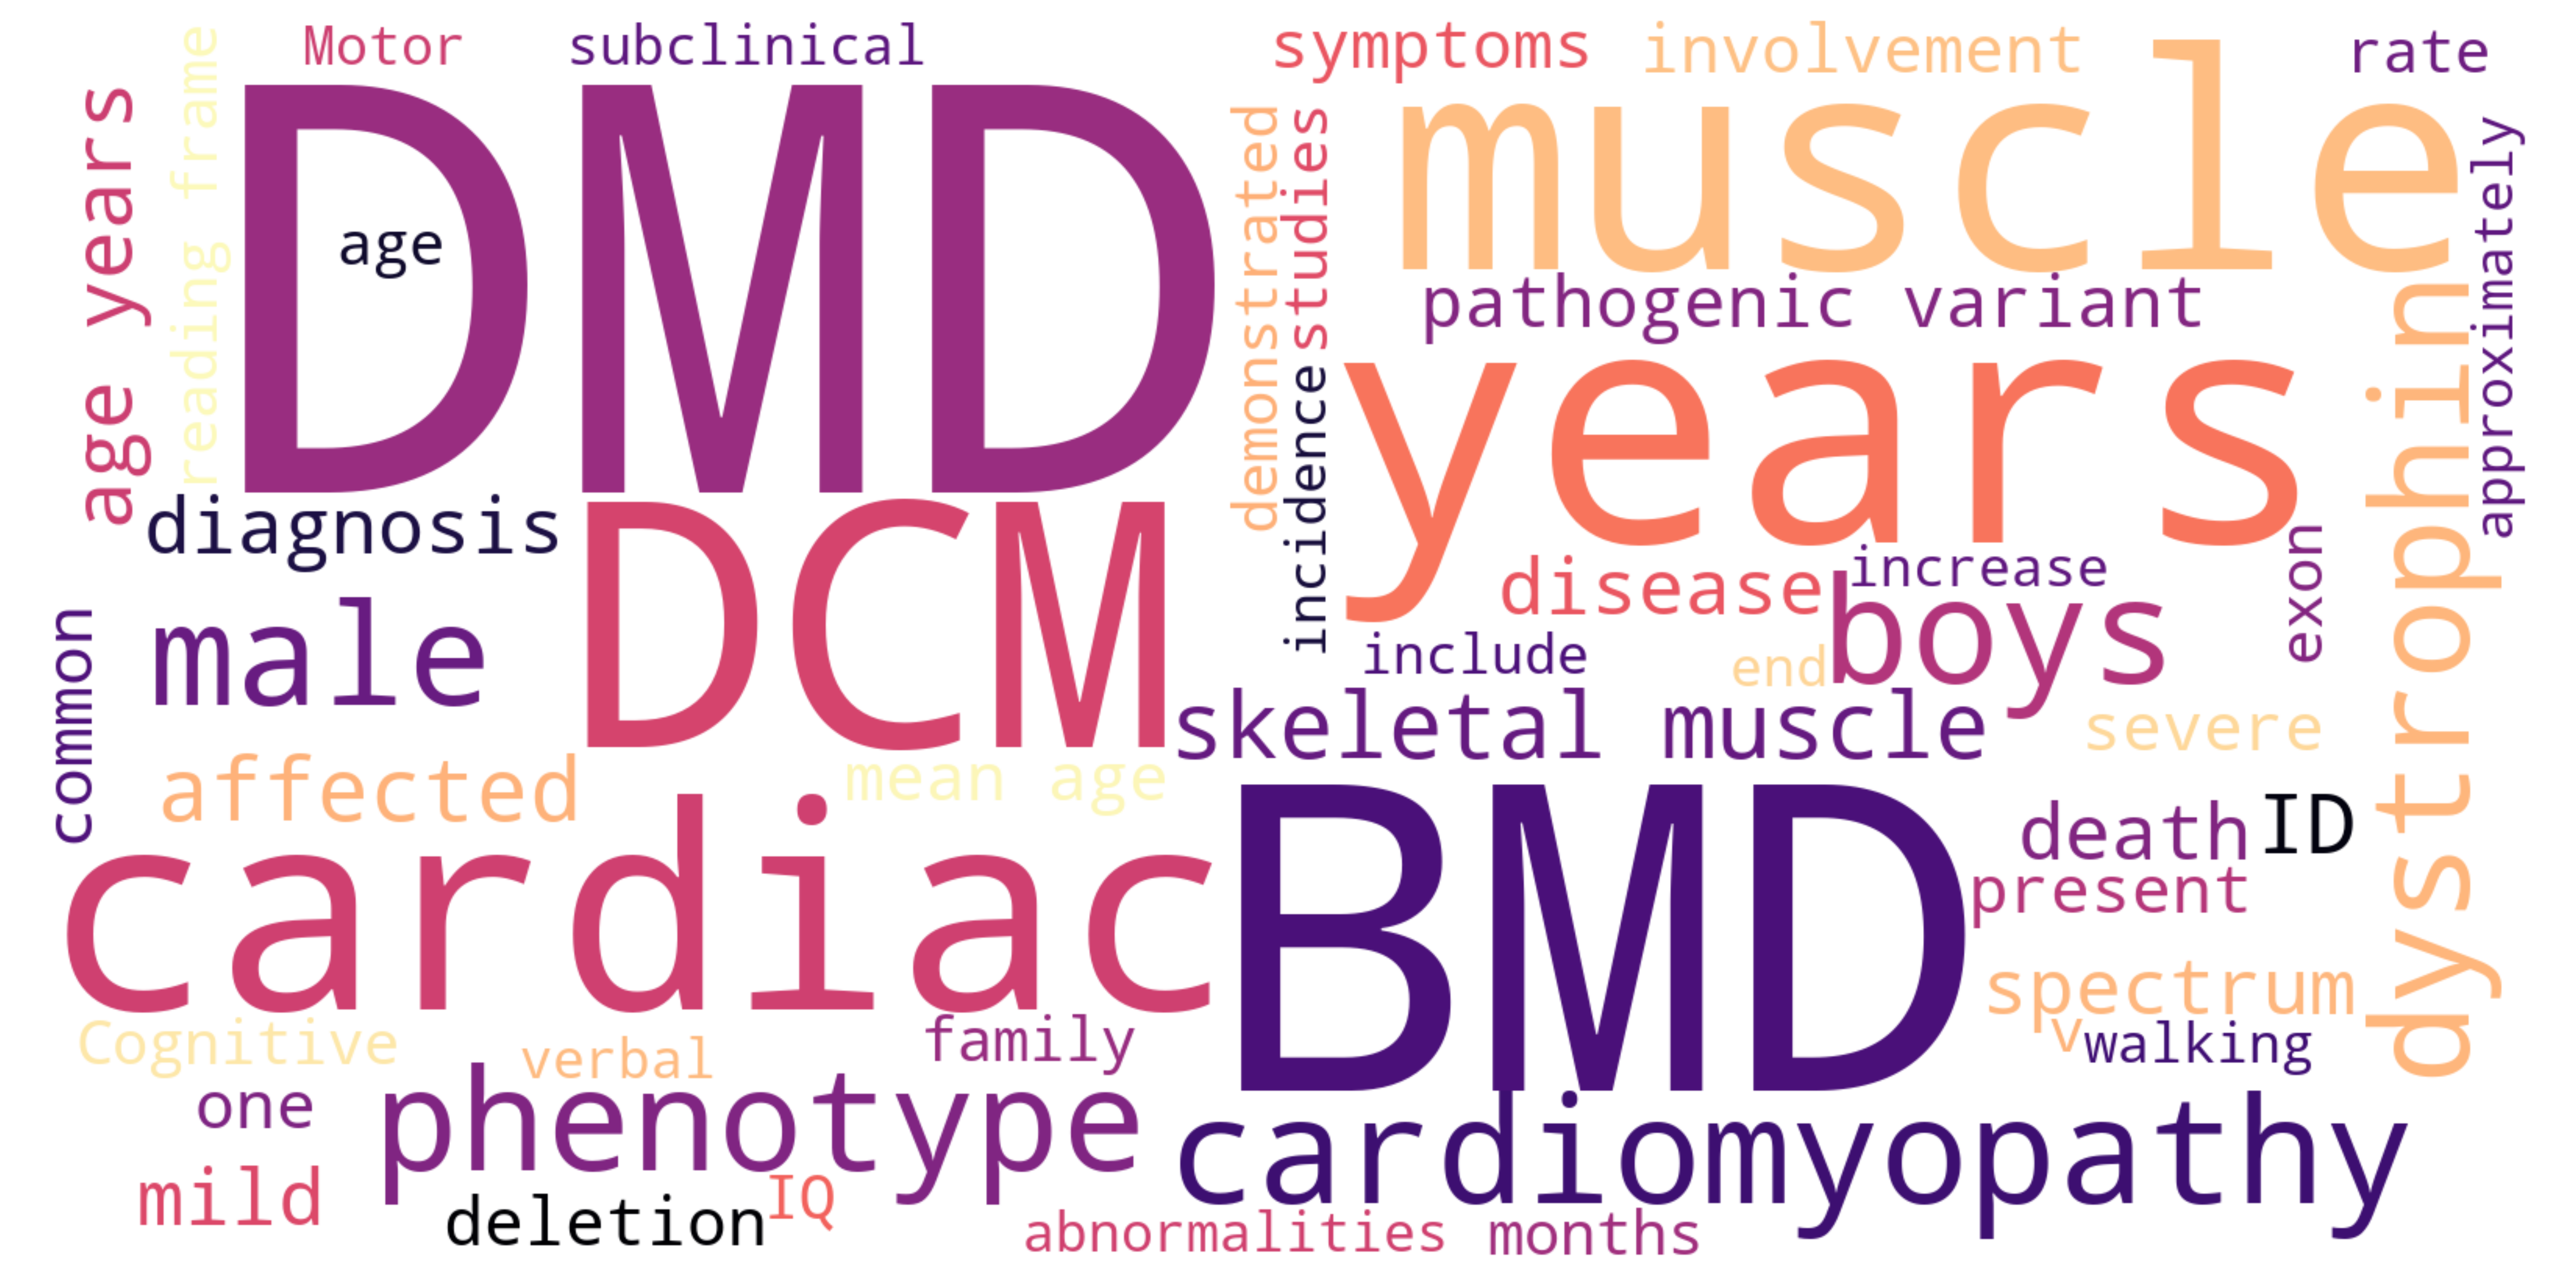 Motor
subclinical
symptoms
involvement
rate
age years
reading frame
DMD
age
demonstrated
studies
muscle
approximately
pathogenic variant
incidence
years
dystrophin
diagnosis
DCM
exon
disease
increase
boys
common
male
include
end
skeletal muscle
severe
affected
mean age
BMD
death
ID
cardiac
present
spectrum
Cognitive
verbal
family
v
walking
one
phenotype
cardiomyopathy
mild
deletion
IQ
abnormalities
months